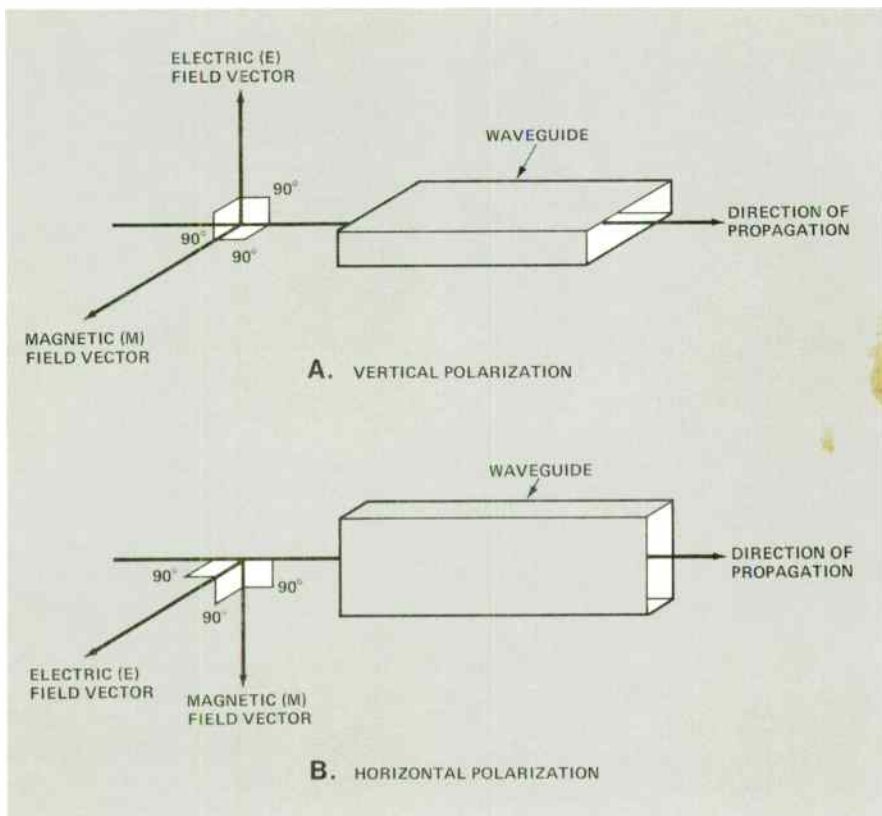 ELECTRIC (E)
FIELD VECTOR
WAVEGUIDE
90°
DIRECTION OF
PROPAGATION
90°
90°
MAGNETIC (M)
FIELD VECTOR
A. VERTICAL POLARIZATION
WAVEGUIDE
DIRECTION OF
PROPAGATION
90°
90°
90°
ELECTRIC (E)
FIELD VECTOR
MAGNETIC (M)
FIELD VECTOR
B. HORIZONTAL POLARIZATION